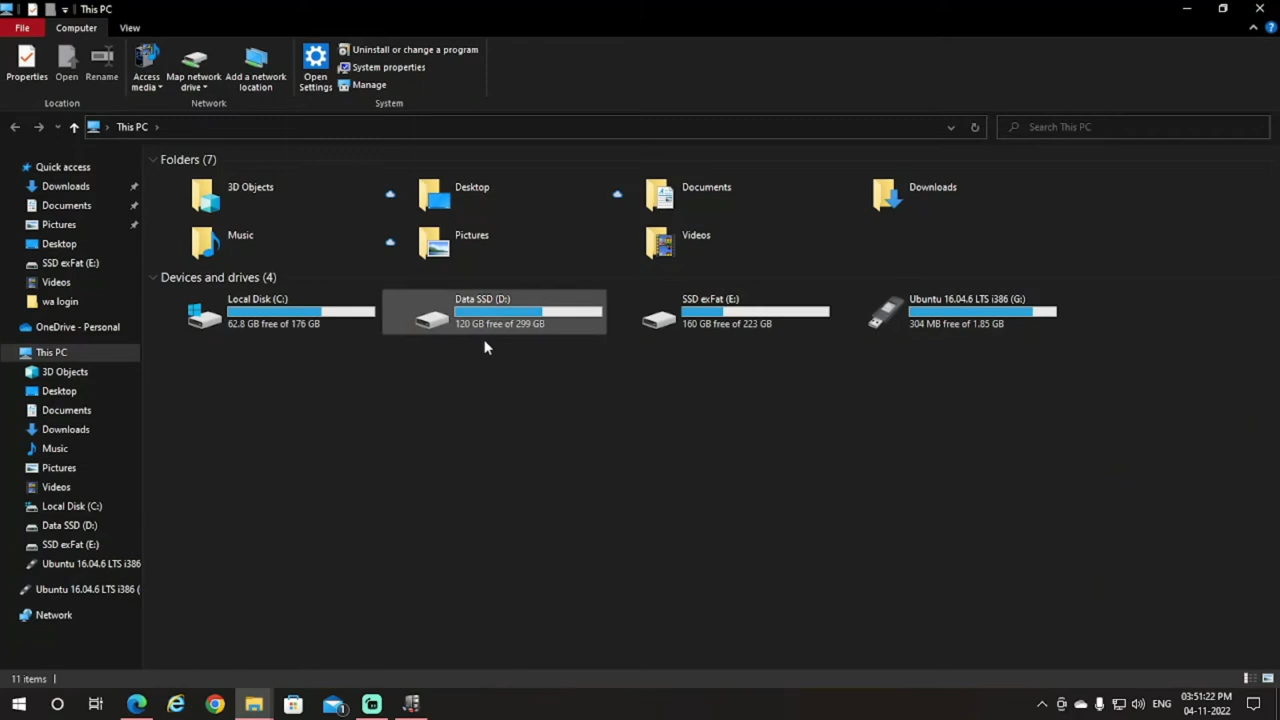 This PC
File
Computer
View
Properties
Open
Rename
Access media
Map network drive
Add a network location
Open Settings
Uninstall or change a program
System properties
Manage
Location
Network
System
This PC
Search This PC
Quick access
Downloads
Documents
Pictures
Desktop
SSD exFat (E:)
Videos
wa login
OneDrive - Personal
This PC
3D Objects
Desktop
Documents
Downloads
Music
Pictures
Videos
Local Disk (C:)
Data SSD (D:)
SSD exFat (E:)
Ubuntu 16.04.6 LTS i386
Ubuntu 16.04.6 LTS i386 (
Network
Folders (7)
3D Objects
Desktop
Documents
Downloads
Music
Pictures
Videos
Devices and drives (4)
Local Disk (C:)
62.8 GB free of 176 GB
Data SSD (D:)
120 GB free of 299 GB
SSD exFat (E:)
160 GB free of 223 GB
Ubuntu 16.04.6 LTS i386 (G:)
304 MB free of 1.85 GB
11 items
ENG
03:51:22 PM
04-11-2022